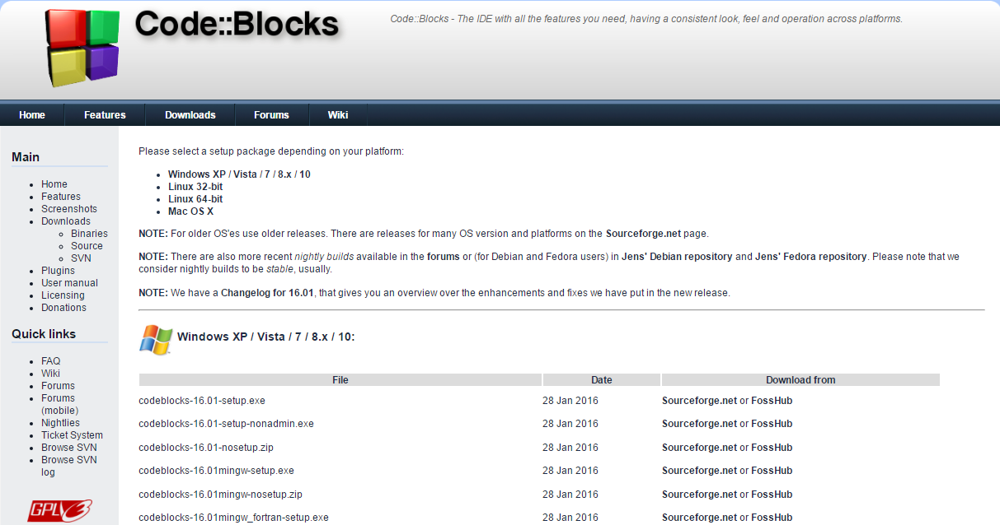 Code::Blocks
Code::Blocks - The IDE with all the features you need, having a consistent look, feel and operation across platforms.
Home
Features
Downloads
Forums
Wiki
Main
Home
Features
Screenshots
Downloads
Binaries
Source
SVN
Plugins
User manual
Licensing
Donations
Quick links
FAQ
Wiki
Forums
Forums
(mobile)
Nightlies
Ticket System
Browse SVN
Browse SVN
log
GPLv3
Please select a setup package depending on your platform:
Windows XP / Vista / 7 / 8.x / 10
Linux 32-bit
Linux 64-bit
Mac OS X
NOTE: For older OS'es use older releases. There are releases for many OS version and platforms on the Sourceforge.net page.
NOTE: There are also more recent nightly builds available in the forums or (for Debian and Fedora users) in Jens' Debian repository and Jens' Fedora repository. Please note that we
consider nightly builds to be stable, usually.
NOTE: We have a Changelog for 16.01, that gives you an overview over the enhancements and fixes we have put in the new release.
Windows XP / Vista / 7 / 8.x / 10:
File Date Download from
codeblocks-16.01-setup.exe 28 Jan 2016 Sourceforge.net or FossHub
codeblocks-16.01-setup-nonadmin.exe 28 Jan 2016 Sourceforge.net or FossHub
codeblocks-16.01-nosetup.zip 28 Jan 2016 Sourceforge.net or FossHub
codeblocks-16.01mingw-setup.exe 28 Jan 2016 Sourceforge.net or FossHub
codeblocks-16.01mingw-nosetup.zip 28 Jan 2016 Sourceforge.net or FossHub
codeblocks-16.01mingw_fortran-setup.exe 28 Jan 2016 Sourceforge.net or FossHub